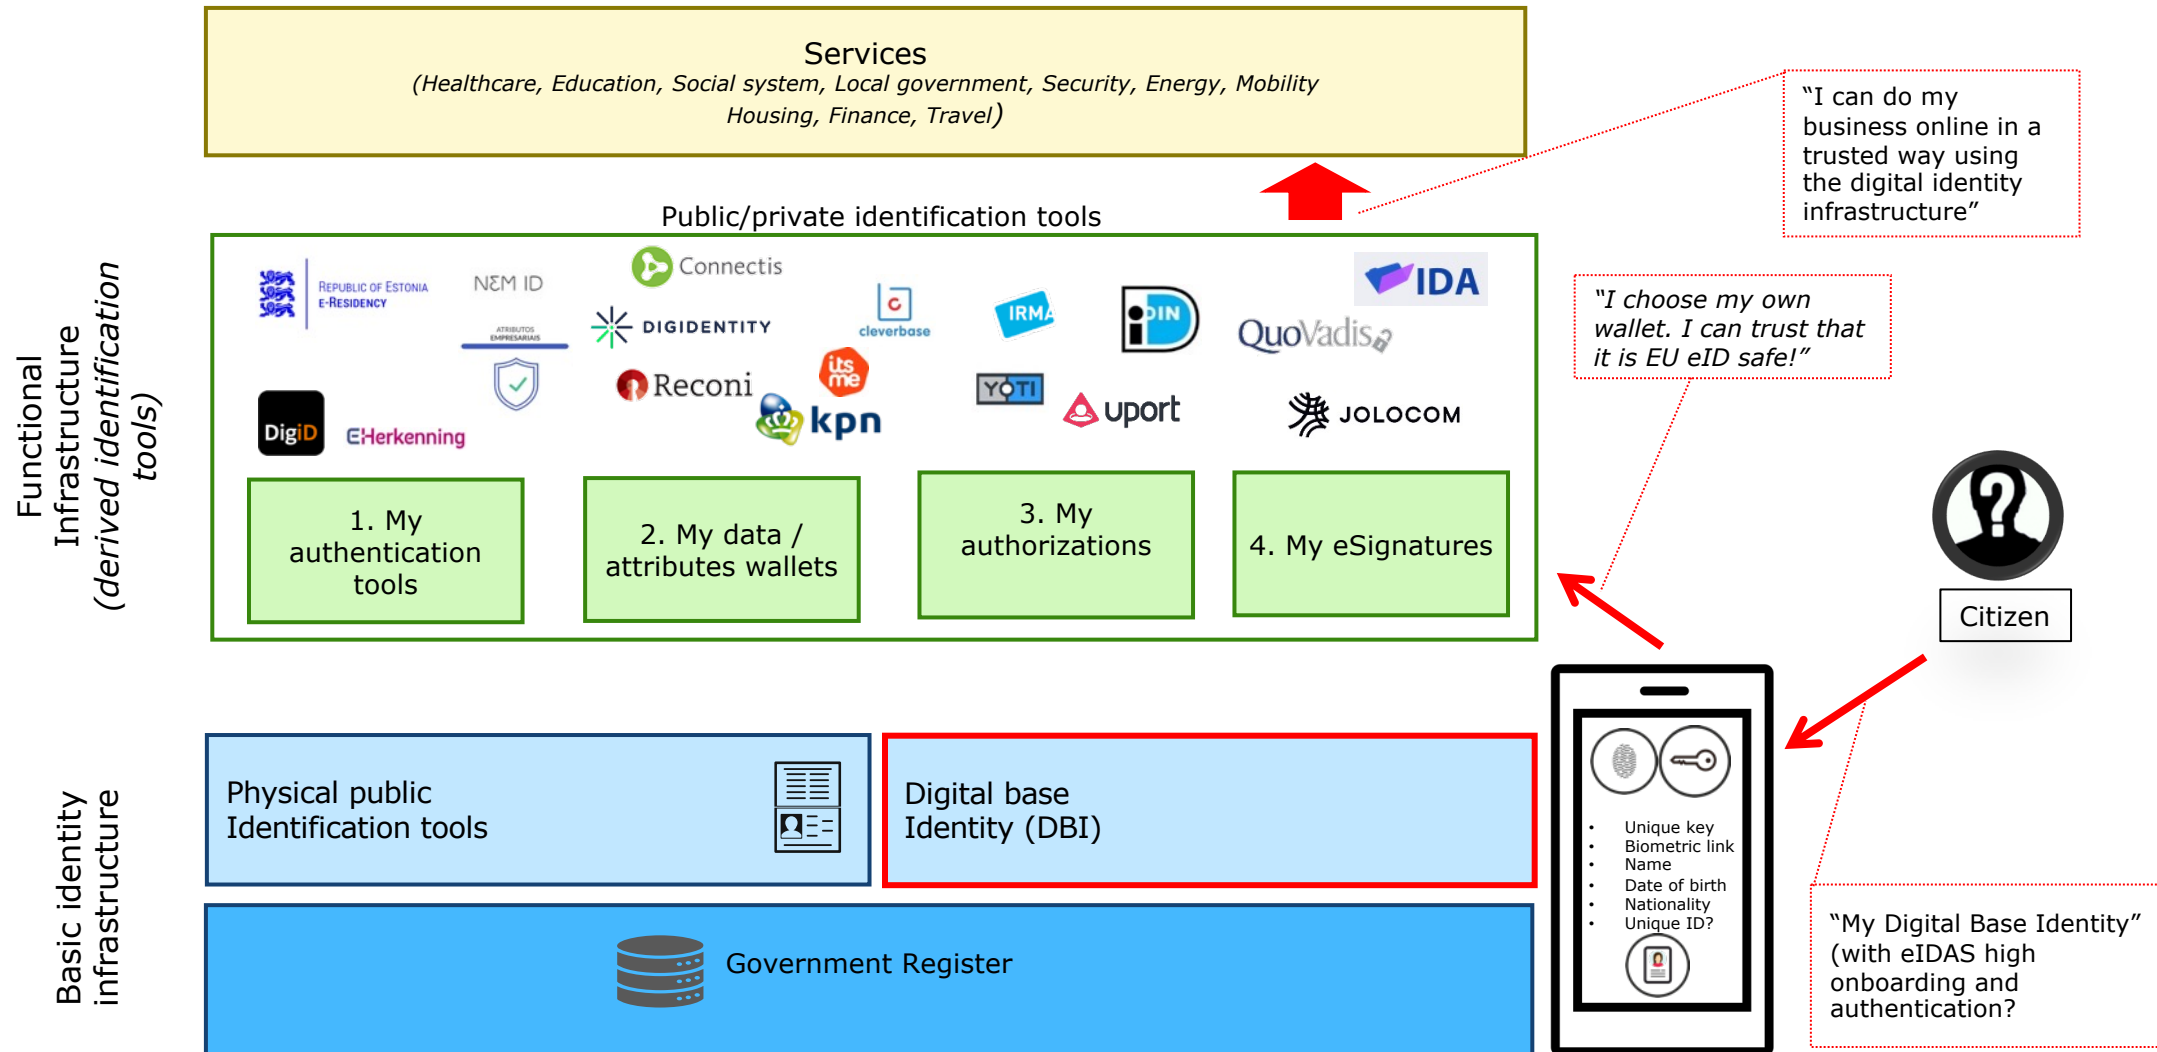 Services
(Healthcare, Education, Social system, Local government, Security, Energy, Mobility
Housing, Finance, Travel)
“I can do my
business online in a
trusted way using
the digital identity
infrastructure”
Public/private identification tools
Functional
Infrastructure
(derived identification
tools)
REPUBLIC OF ESTONIA
E-RESIDENCY
NΣM ID
Connectis
IDA
ATRIBUTOS
EMPRESARIAIS
DIGIDENTITY
cleverbase
IRMA
iDIN
QuoVadis
“I choose my own
wallet. I can trust that
it is EU eID safe!”
Reconi
its
me
YOTI
uport
JOLOCOM
DigiD
EHerkenning
kpn
1. My
authentication
tools
2. My data /
attributes wallets
3. My
authorizations
4. My eSignatures
Citizen
Basic identity
infrastructure
Physical public
Identification tools
Digital base
Identity (DBI)
• Unique key
• Biometric link
• Name
• Date of birth
• Nationality
• Unique ID?
Government Register
“My Digital Base Identity”
(with eIDAS high
onboarding and
authentication?